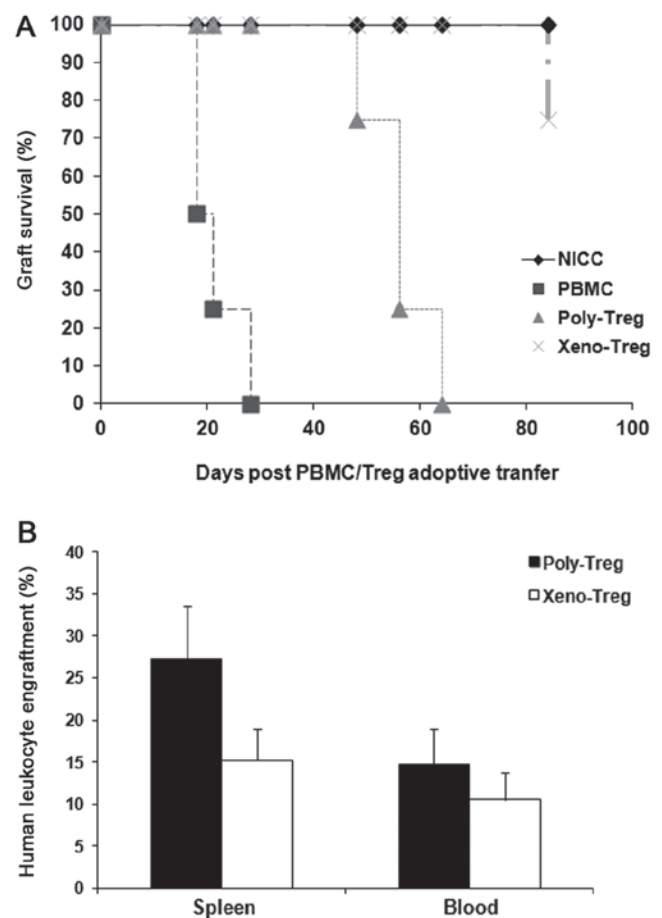 A
Graft survival (%)
100
90
80
70
60
50
40
30
20
10
0
0 20 40 60 80 100
NICC
PBMC
Poly-Treg
Xeno-Treg
Days post PBMC/Treg adoptive tranfer
B
Human leukocyte engraftment (%)
40
35
30
25
20
15
10
5
0
Poly-Treg
Xeno-Treg
Spleen Blood